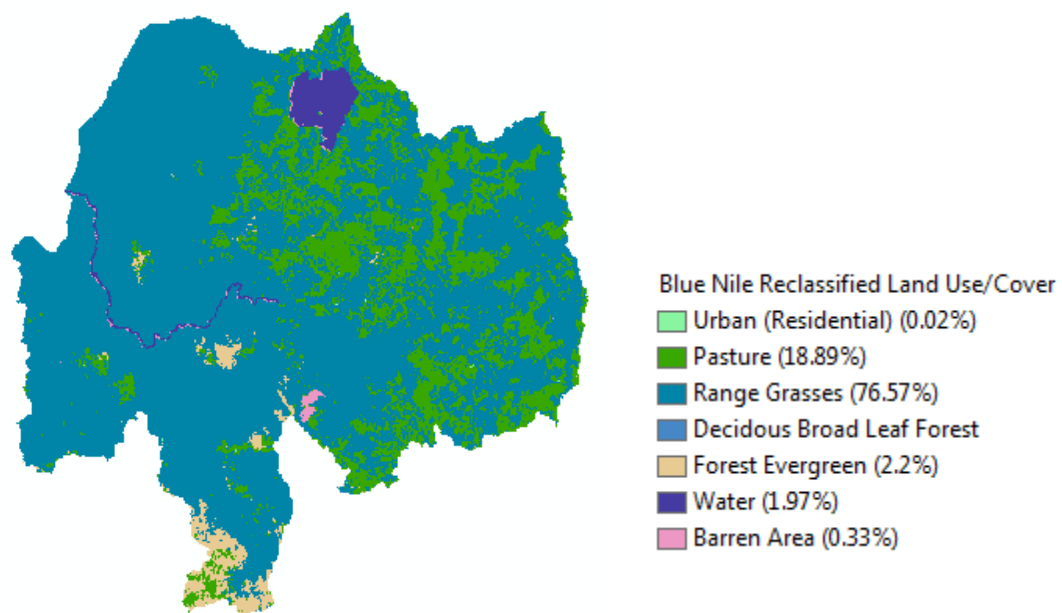 Blue Nile Reclassified Land Use/Cover
Urban (Residential) (0.02%)
Pasture (18.89%)
Range Grasses (76.57%)
Decidous Broad Leaf Forest
Forest Evergreen (2.2%)
Water (1.97%)
Barren Area (0.33%)